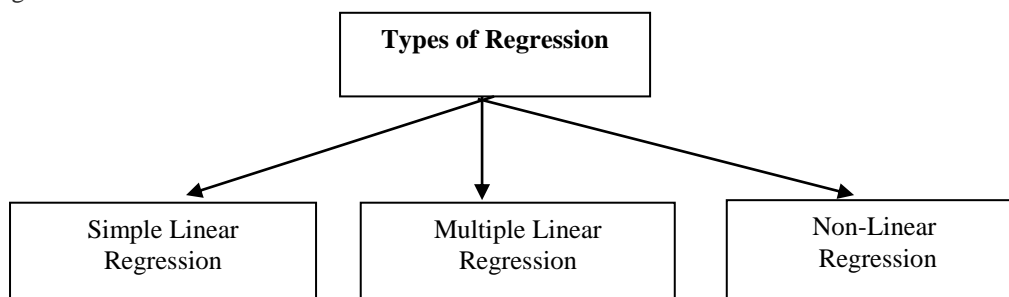 Types of Regression
Simple Linear
Regression
Multiple Linear
Regression
Non-Linear
Regression